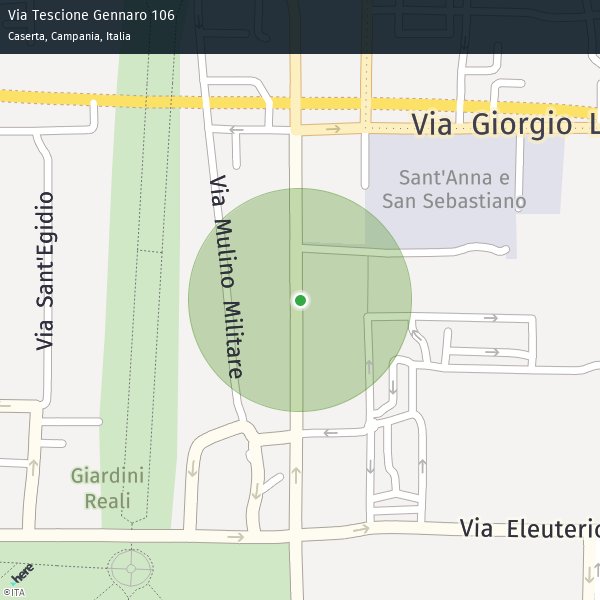 Via Tescione Gennaro 106
Caserta, Campania, Italia
Via Giorgio L
Sant'Anna e
San Sebastiano
Via Sant'Egidio
Via Mulino Militare
Giardini
Reali
Via Eleuterio
here
©ITA